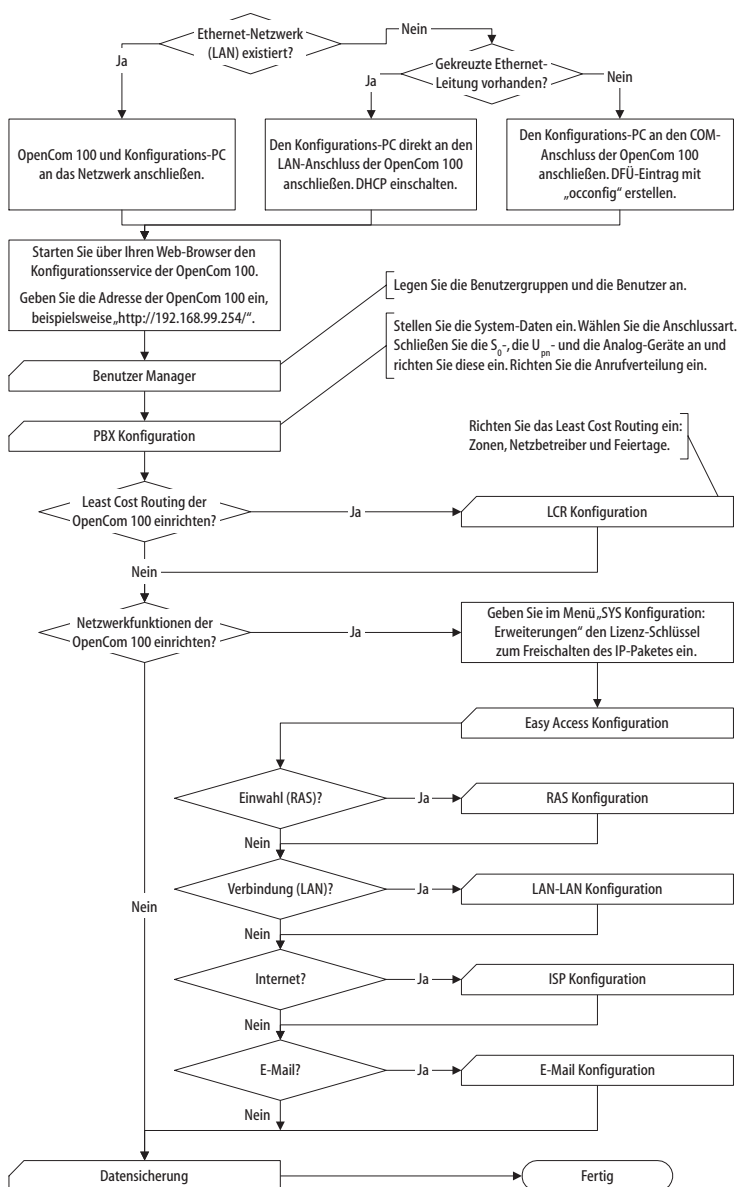 Ethernet-Netzwerk
(LAN) existiert?
Nein
Ja
Gekreuzte Ethernet-
Leitung vorhanden?
Ja
Nein
OpenCom 100 und Konfigurations-PC
an das Netzwerk anschließen.
Den Konfigurations-PC direkt an den
LAN-Anschluss der OpenCom 100
anschließen. DHCP einschalten.
Den Konfigurations-PC an den COM-
Anschluss der OpenCom 100
anschließen. DFÜ-Eintrag mit
„occonfig“ erstellen.
Starten Sie über Ihren Web-Browser den
Konfigurationsservice der OpenCom 100.
Geben Sie die Adresse der OpenCom 100 ein,
beispielsweise „http://192.168.99.254/“.
Legen Sie die Benutzergruppen und die Benutzer an.
Stellen Sie die System-Daten ein. Wählen Sie die Anschlussart.
Schließen Sie die S0-, die Upn- und die Analog-Geräte an und
richten Sie diese ein. Richten Sie die Anrufverteilung ein.
Benutzer Manager
PBX Konfiguration
Richten Sie das Least Cost Routing ein:
Zonen, Netzbetreiber und Feiertage.
Least Cost Routing der
OpenCom 100 einrichten?
Ja
LCR Konfiguration
Nein
Netzwerkfunktionen der
OpenCom 100 einrichten?
Ja
Geben Sie im Menü „SYS Konfiguration:
Erweiterungen“ den Lizenz-Schlüssel
zum Freischalten des IP-Paketes ein.
Easy Access Konfiguration
Einwahl (RAS)?
Ja
RAS Konfiguration
Nein
Verbindung (LAN)?
Ja
LAN-LAN Konfiguration
Nein
Nein
Internet?
Ja
ISP Konfiguration
Nein
E-Mail?
Ja
E-Mail Konfiguration
Nein
Datensicherung
Fertig